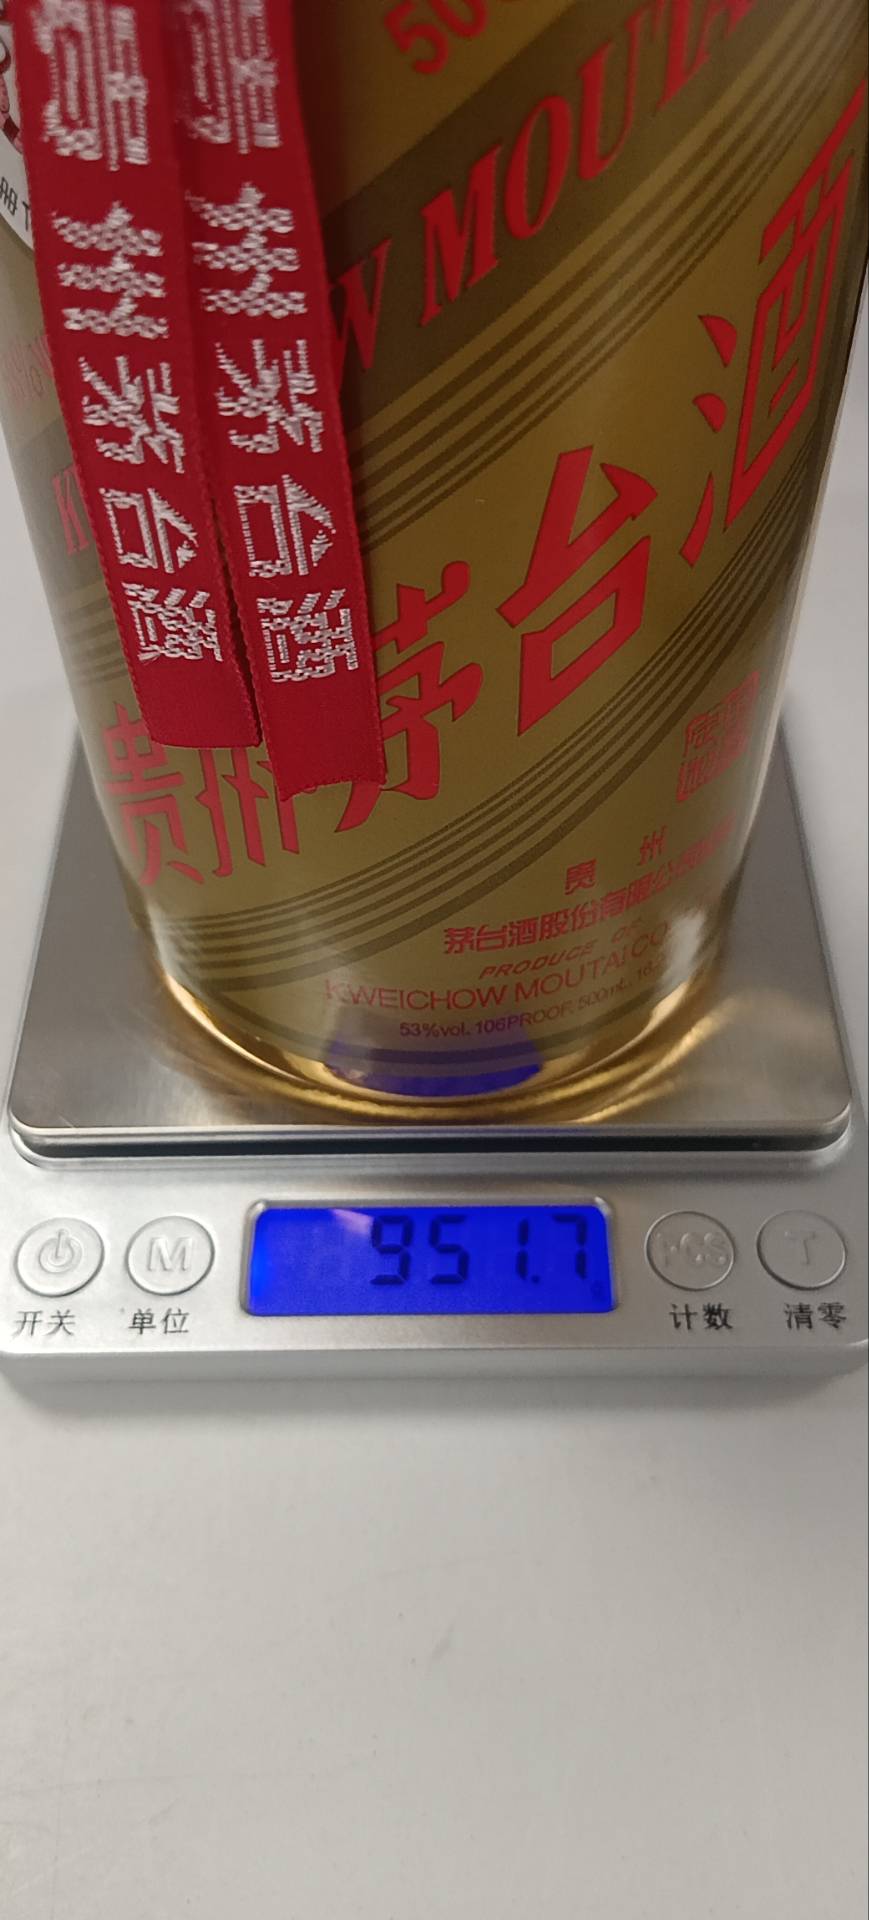 贵州茅台酒
贵州茅台酒
500
W MOUTA
贵州茅台酒
贵州
茅台酒股份有限公司
PRODUCE OF
KWEICHOW MOUTAI CO
53%vol. 106PROOF. 500mL.
951.7
M
PCS
T
开关
单位
计数
清零